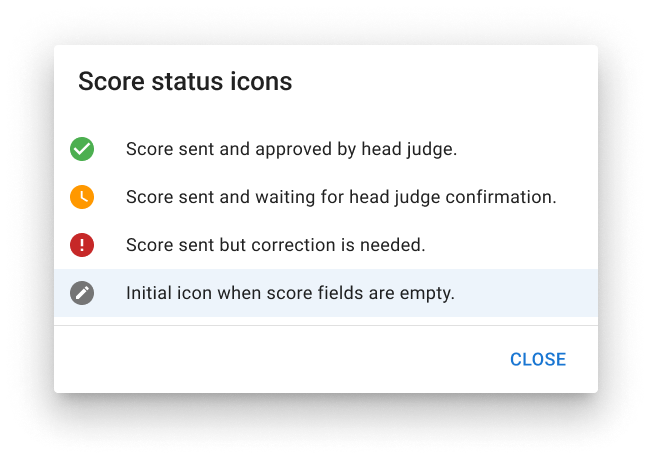 Score status icons
Score sent and approved by head judge.
Score sent and waiting for head judge confirmation.
Score sent but correction is needed.
Initial icon when score fields are empty.
CLOSE